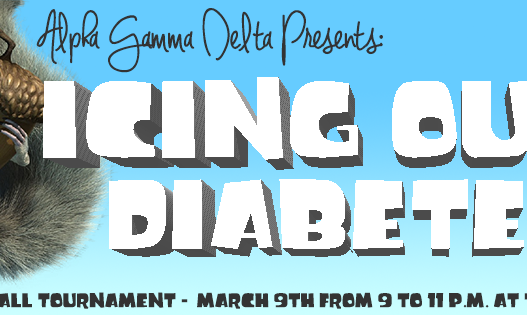 Alpha Gamma Delta Presents:
ICING OU
DIABETE
ALL TOURNAMENT - MARCH 9TH FROM 9 TO 11 P.M. AT T